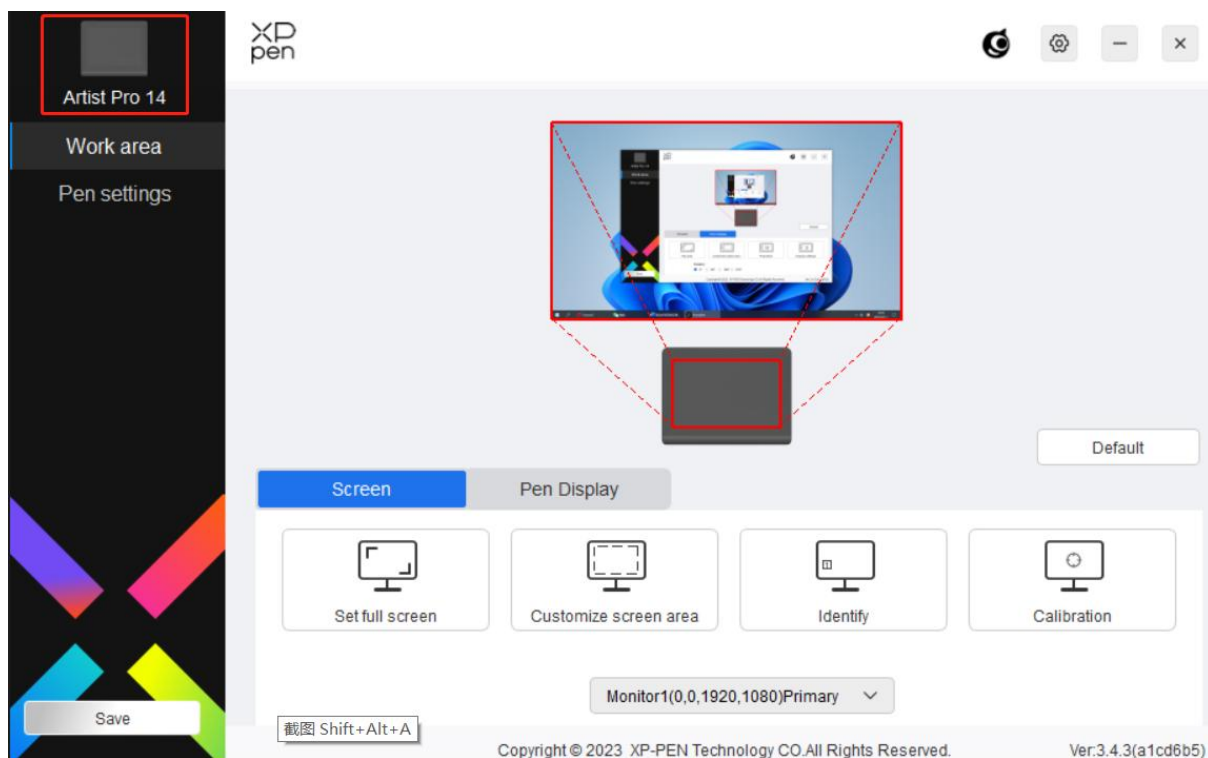 XP
pen
Artist Pro 14
Work area
Pen settings
Default
Screen
Pen Display
Set full screen
Customize screen area
Identify
Calibration
Monitor1(0,0,1920,1080)Primary
Save
截图 Shift+Alt+A
Copyright © 2023 XP-PEN Technology CO.All Rights Reserved.
Ver:3.4.3(a1cd6b5)